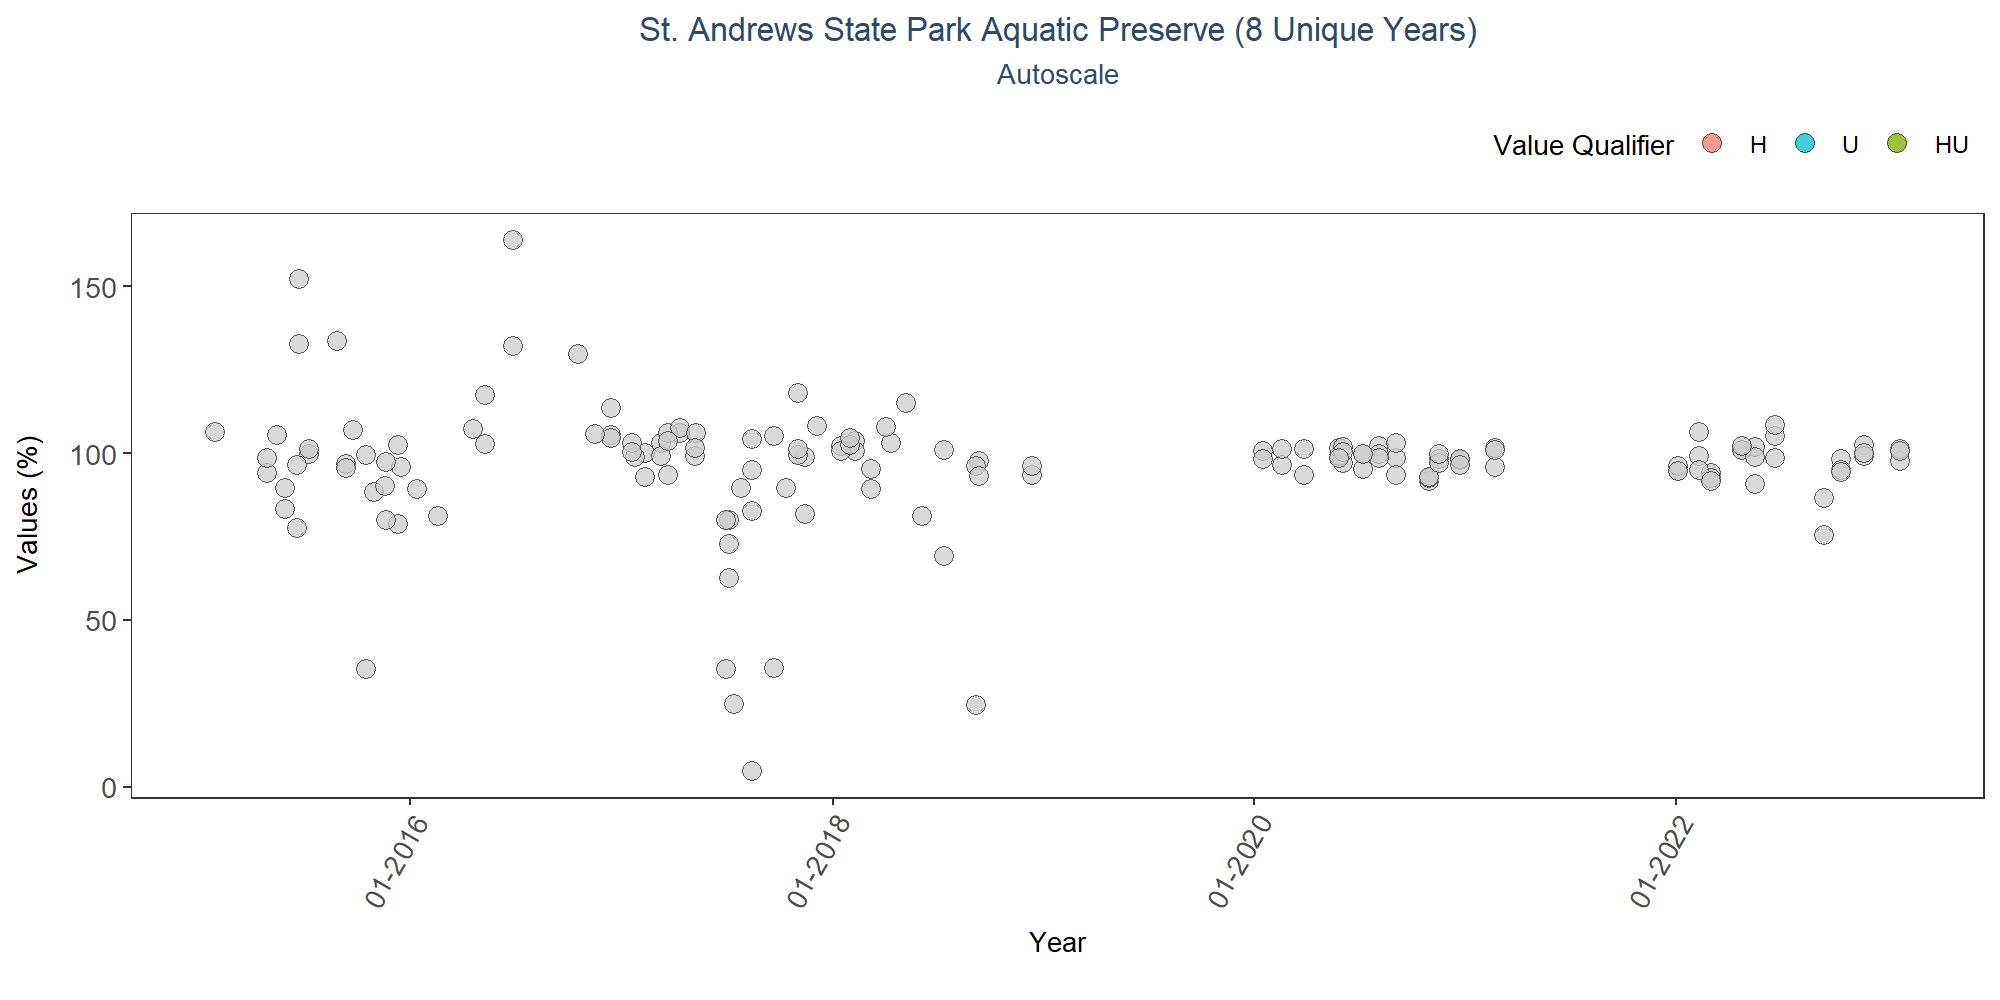 St. Andrews State Park Aquatic Preserve (8 Unique Years)
Autoscale
Value Qualifier H U HU
Values (%)
150
100
50
0
01-2016 01-2018 01-2020 01-2022
Year